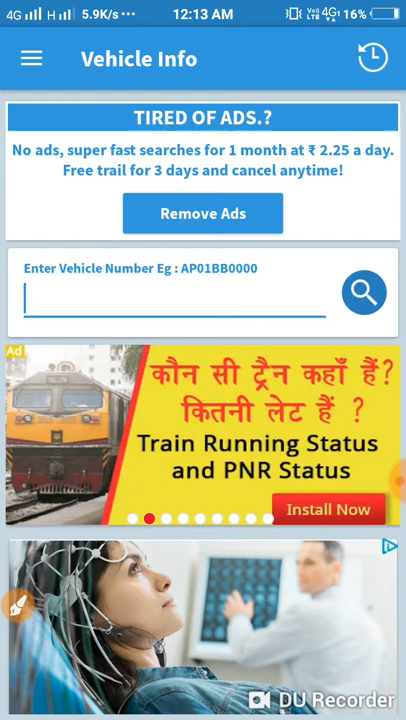 4G H 5.9K/s ••• 12:13 AM VoLTE 4G 1 16%
Vehicle Info
TIRED OF ADS.?
No ads, super fast searches for 1 month at ₹ 2.25 a day.
Free trail for 3 days and cancel anytime!
Remove Ads
Enter Vehicle Number Eg : AP01BB0000
Ad
कौन सी ट्रैन कहाँ हैं?
कितनी लेट हैं ?
Train Running Status
and PNR Status
Install Now
DU Recorder